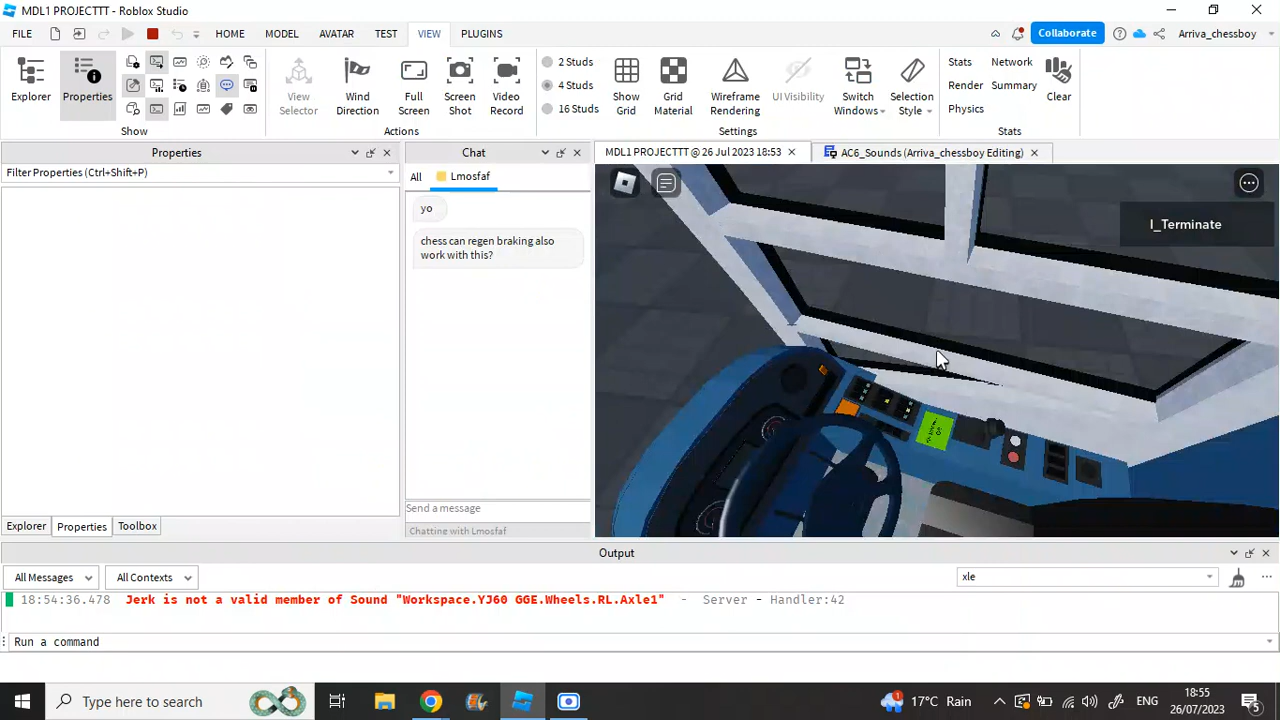 MDL1 PROJECTTT - Roblox Studio
FILE HOME MODEL AVATAR TEST VIEW PLUGINS Collaborate Arriva_chessboy
Explorer
Properties
Show
View
Selector
Wind
Direction
Full
Screen
Screen
Shot
Video
Record
Actions
2 Studs
4 Studs
16 Studs
Show
Grid
Grid
Material
Wireframe
Rendering
UI Visibility
Switch
Windows
Selection
Style
Settings
Stats Network
Render Summary
Physics
Clear
Stats
Properties
Filter Properties (Ctrl+Shift+P)
Explorer Properties Toolbox
Chat
All Lmosfaf
yo
chess can regen braking also
work with this?
Send a message
Chatting with Lmosfaf
MDL1 PROJECTTT @ 26 Jul 2023 18:53 AC6_Sounds (Arriva_chessboy Editing)
I_Terminate
Output
All Messages All Contexts xle
18:54:36.478 Jerk is not a valid member of Sound "Workspace.YJ60 GGE.Wheels.RL.Axle1" - Server - Handler:42
Run a command
Type here to search
1
17°C Rain
ENG
18:55
26/07/2023
5